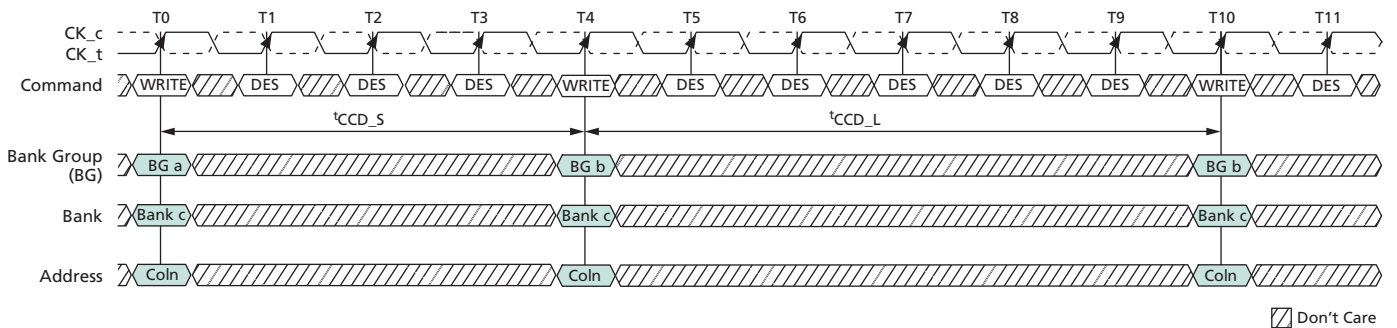 T0 T1 T2 T3 T4 T5 T6 T7 T8 T9 T10 T11
CK_c
CK_t
Command WRITE DES DES DES WRITE DES DES DES DES DES WRITE DES
tCCD_S tCCD_L
Bank Group (BG) BG a BG b BG b
Bank Bank c Bank c Bank c
Address Coln Coln Coln
Don't Care